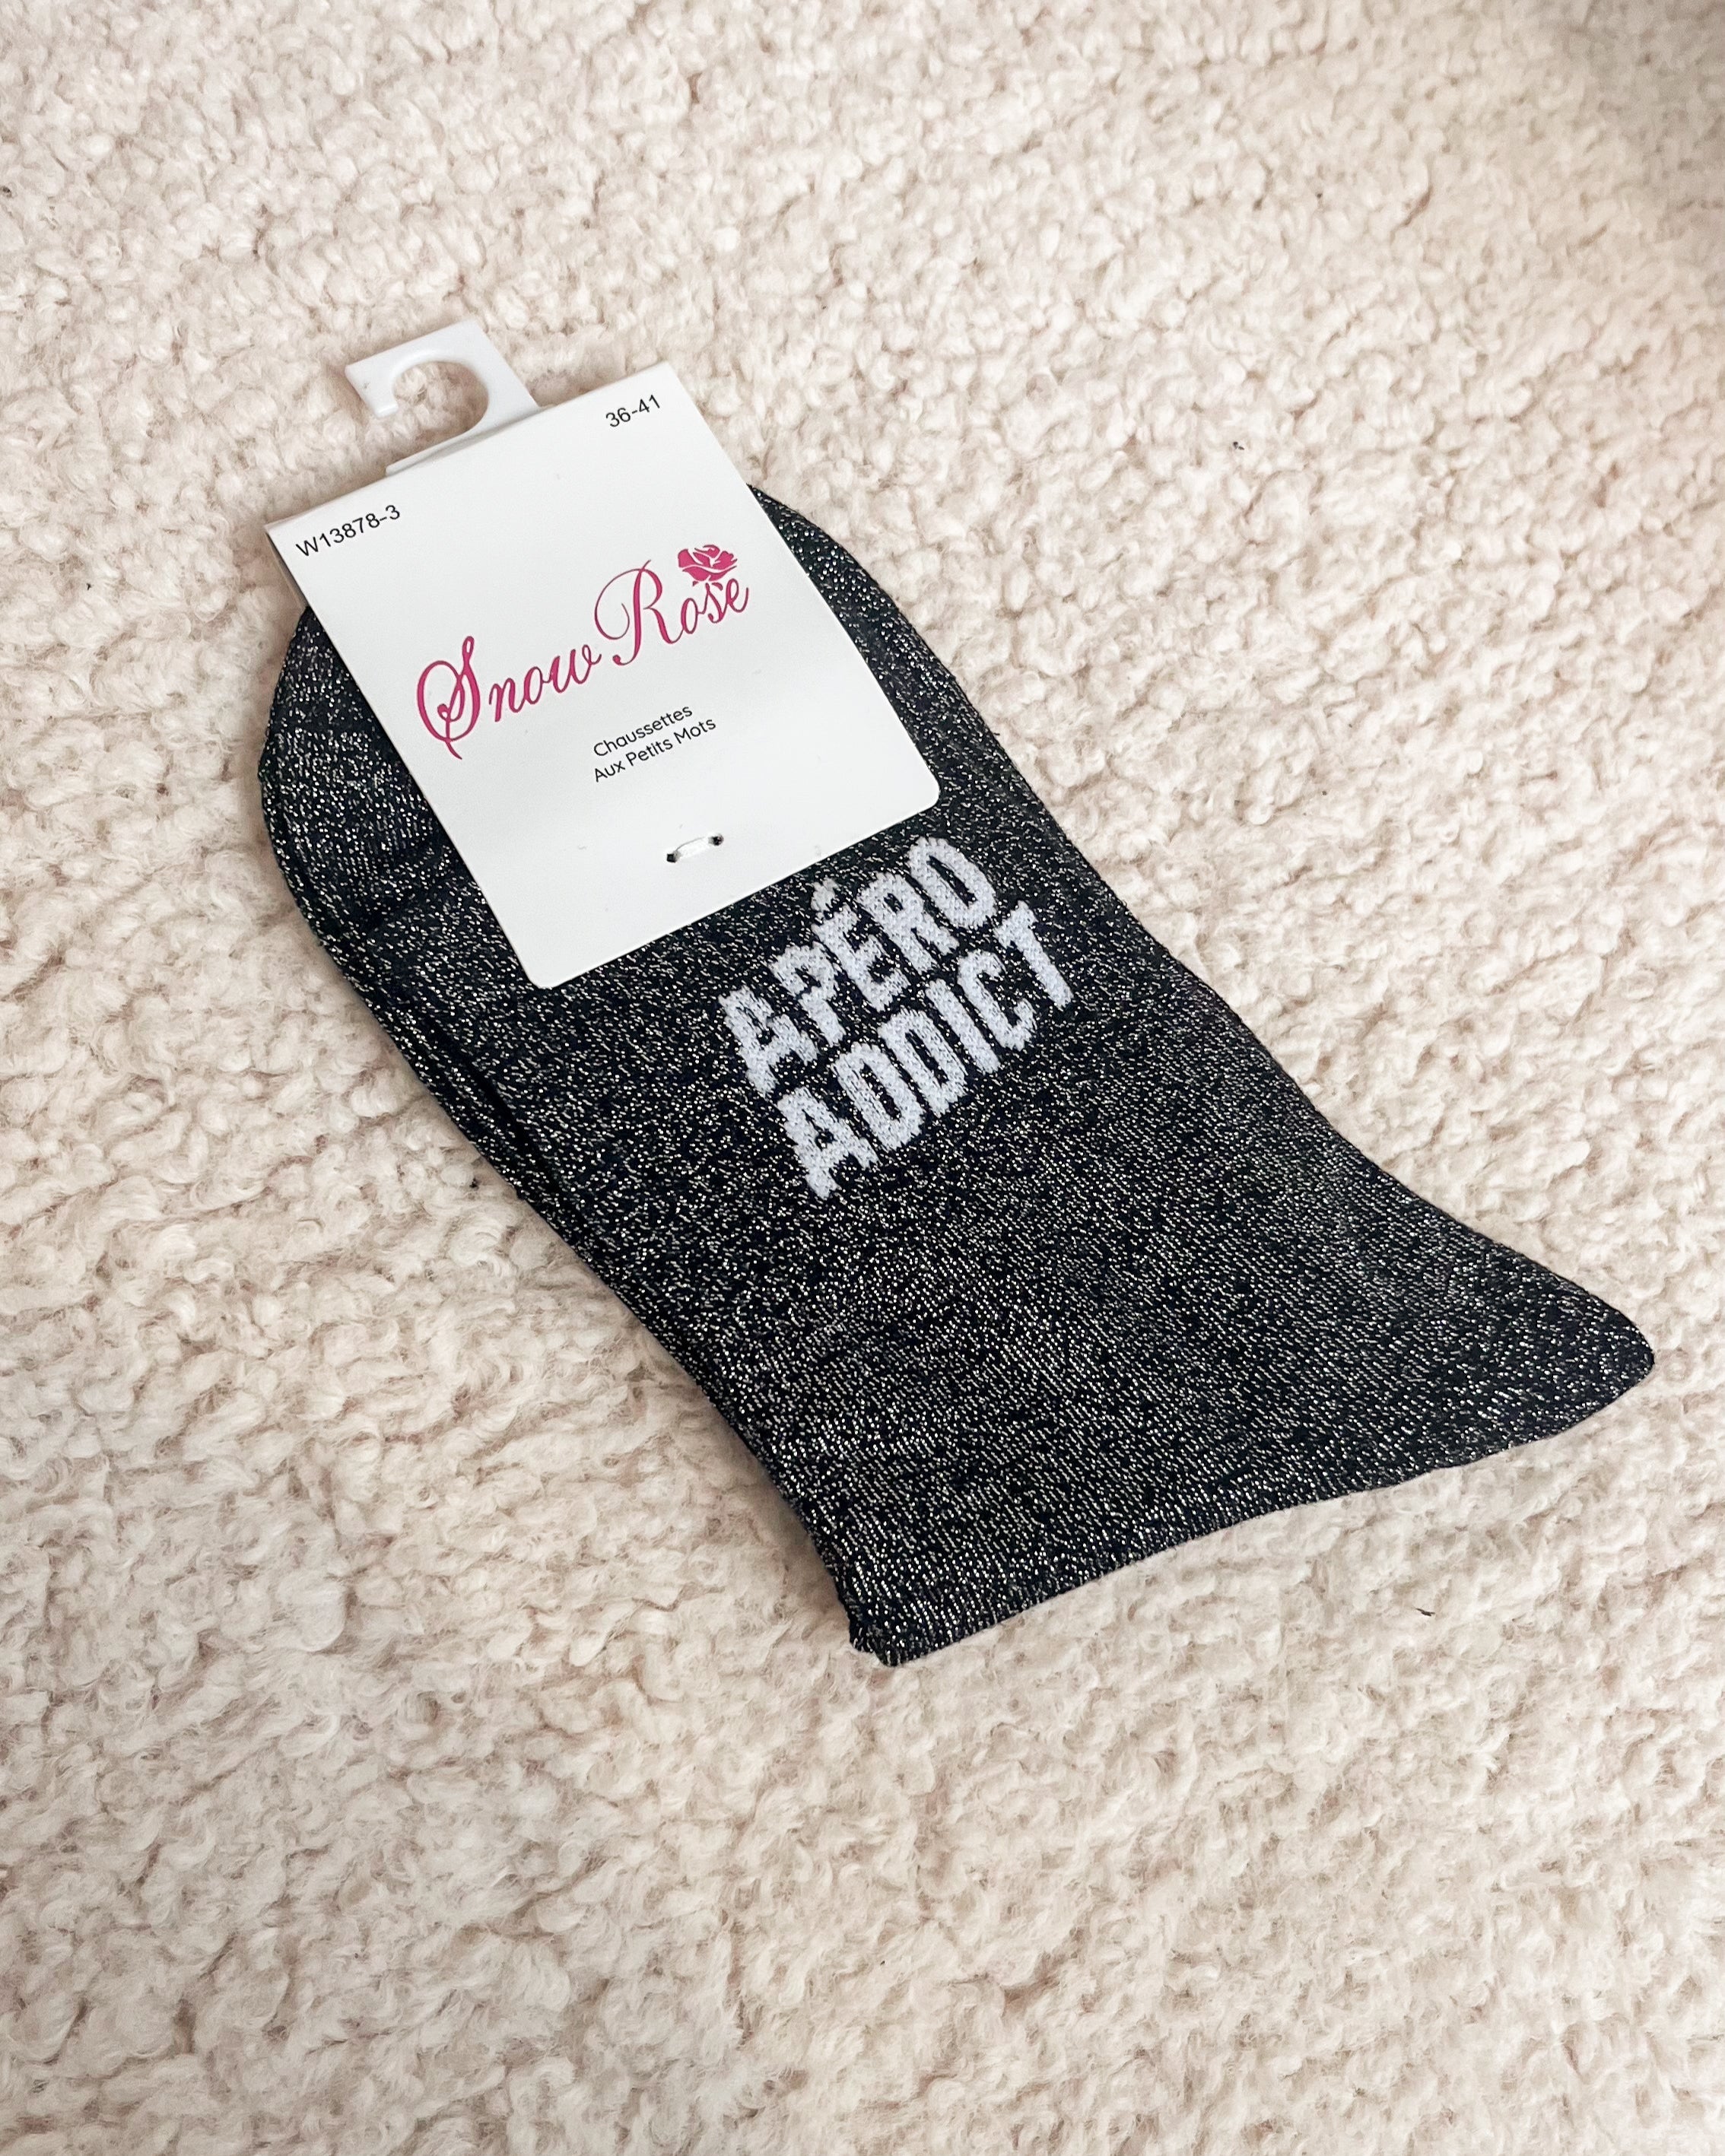 36-41
W13878-3
Snow Rose
Chaussettes
Aux Petits Mots
APÉRO
ADDICT